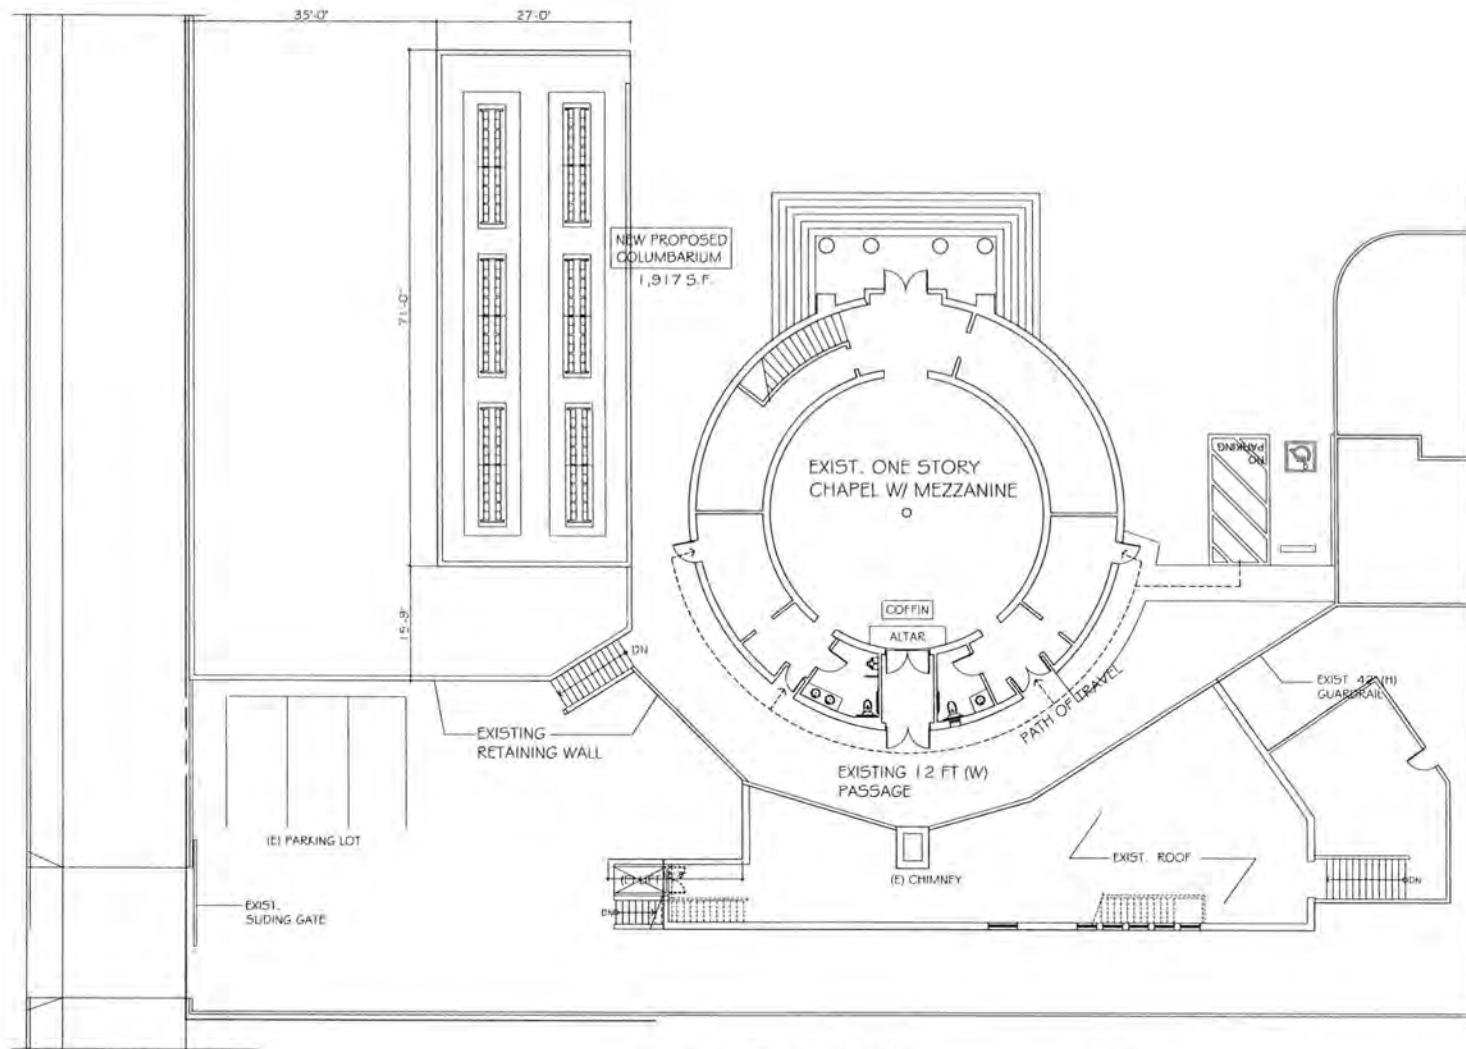 35'-0"
27'-0"
NEW PROPOSED
COLUMBARIUM
1,917 S.F.
71'-0"
15'-9"
EXIST. ONE STORY
CHAPEL W/ MEZZANINE
NO
PARKING
COFFIN
ALTAR
DN
EXISTING
RETAINING WALL
PATH OF TRAVEL
EXIST 42" (H)
GUARDRAIL
EXISTING 12 FT (W)
PASSAGE
(E) PARKING LOT
(E) LIFT
(E) CHIMNEY
EXIST. ROOF
DN
EXIST.
SLIDING GATE
DN